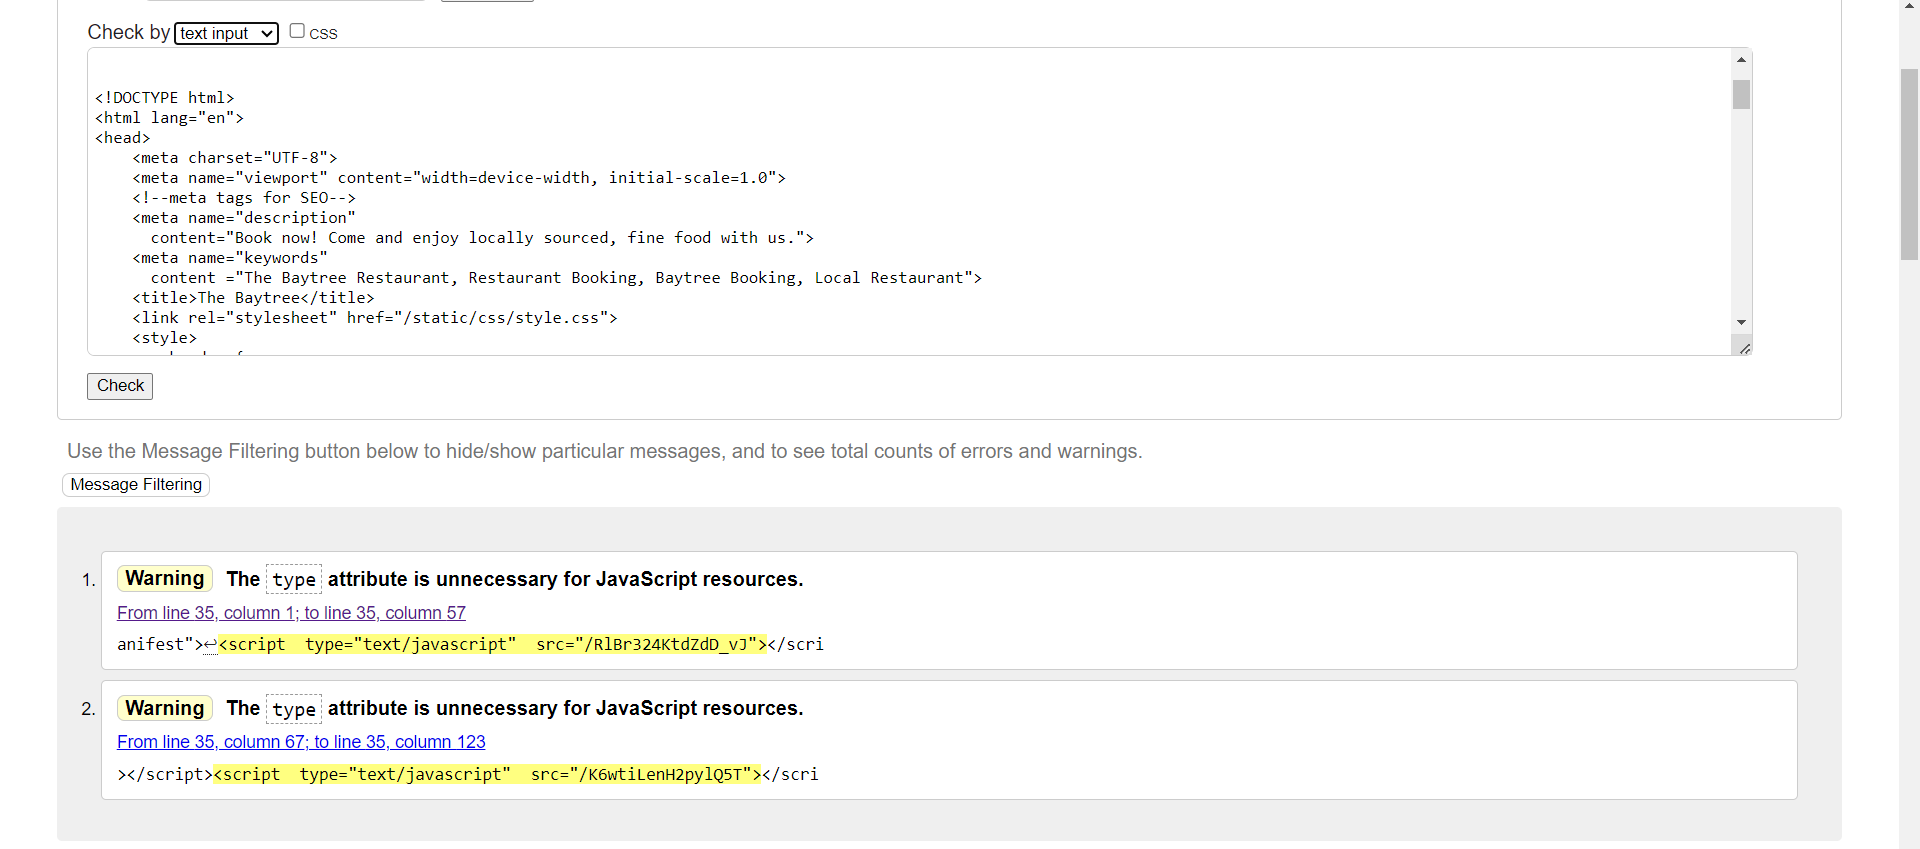 Check by text input CSS
<!DOCTYPE html>
<html lang="en">
<head>
    <meta charset="UTF-8">
    <meta name="viewport" content="width=device-width, initial-scale=1.0">
    <!--meta tags for SEO-->
    <meta name="description"
      content="Book now! Come and enjoy locally sourced, fine food with us.">
    <meta name="keywords"
      content ="The Baytree Restaurant, Restaurant Booking, Baytree Booking, Local Restaurant">
    <title>The Baytree</title>
    <link rel="stylesheet" href="/static/css/style.css">
    <style>
Check
Use the Message Filtering button below to hide/show particular messages, and to see total counts of errors and warnings.
Message Filtering
1. Warning The type attribute is unnecessary for JavaScript resources.
From line 35, column 1; to line 35, column 57
anifest">↩<script  type="text/javascript"  src="/RlBr324KtdZdD_vJ"></scri
2. Warning The type attribute is unnecessary for JavaScript resources.
From line 35, column 67; to line 35, column 123
></script><script  type="text/javascript"  src="/K6wtiLenH2pylQ5T"></scri